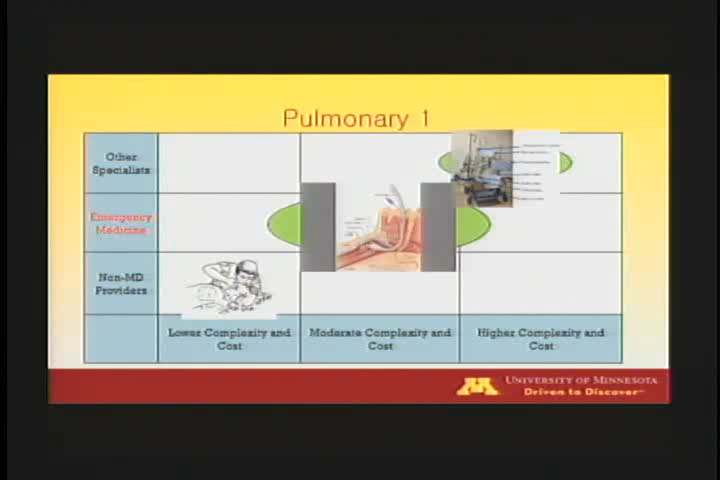 Pulmonary 1
Other
Specialists
Emergency
Medicine
Non-MD
Providers
Lower Complexity and
Cost
Moderate Complexity and
Cost
Higher Complexity and
Cost
UNIVERSITY OF MINNESOTA
Driven to Discover